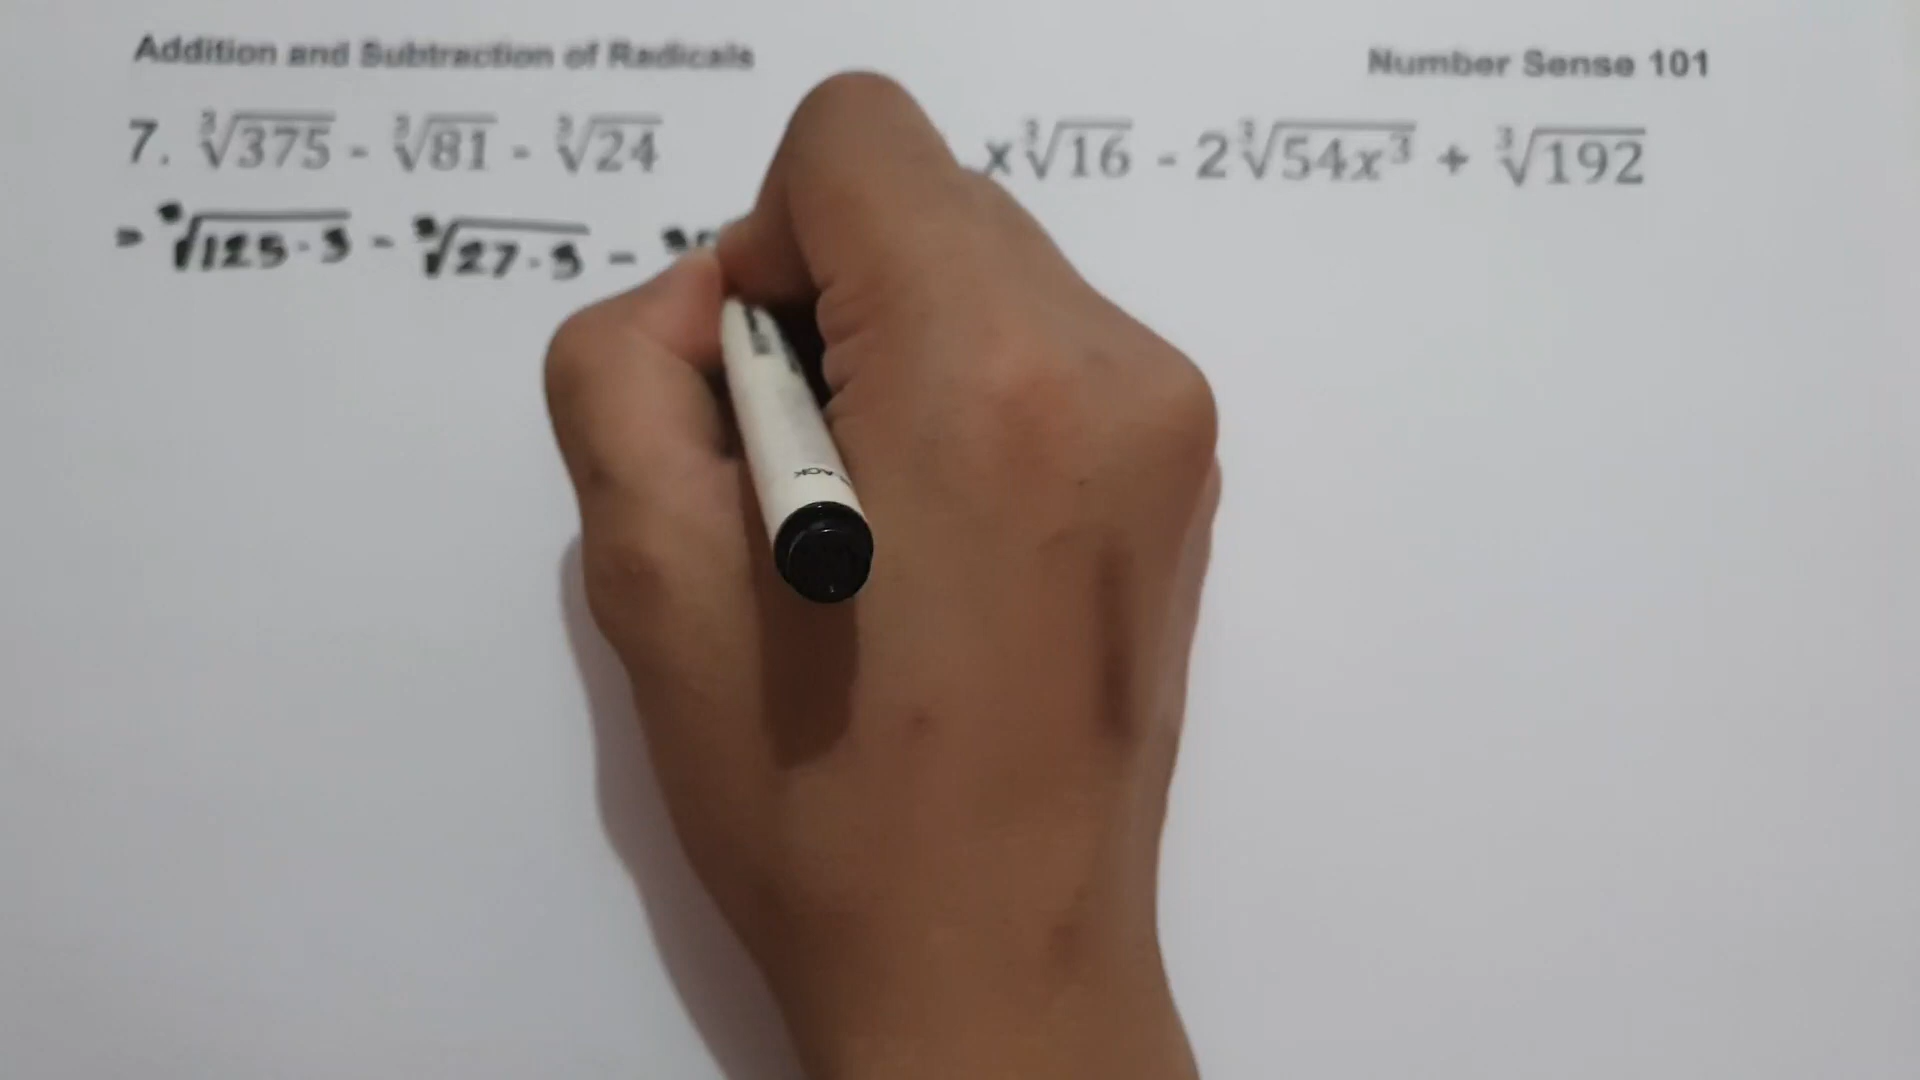 Addition and Subtraction of Radicals
Number Sense 101
7. ∛375 - ∛81 - ∛24
x∛16 - 2∛54x³ + ∛192
= ∛125·3 - ∛27·3 - 3